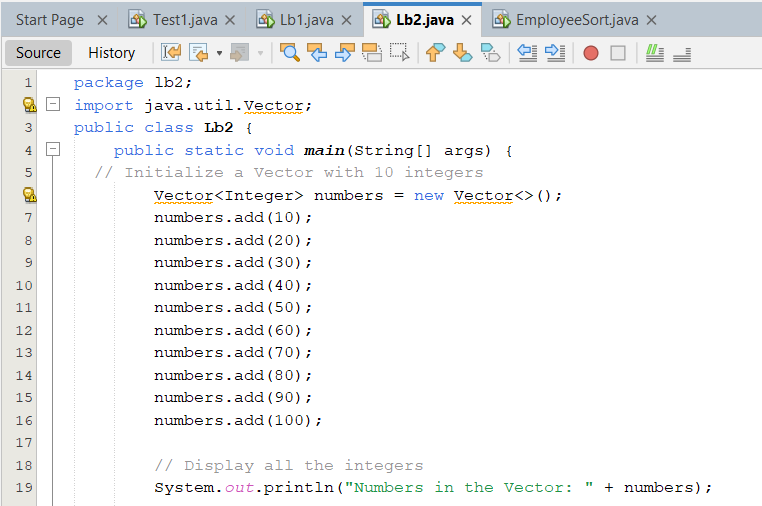 Start Page Test1.java Lb1.java Lb2.java EmployeeSort.java
Source History
1 package lb2;
import java.util.Vector;
3 public class Lb2 {
4 public static void main(String[] args) {
5 // Initialize a Vector with 10 integers
Vector<Integer> numbers = new Vector<>();
7 numbers.add(10);
8 numbers.add(20);
9 numbers.add(30);
10 numbers.add(40);
11 numbers.add(50);
12 numbers.add(60);
13 numbers.add(70);
14 numbers.add(80);
15 numbers.add(90);
16 numbers.add(100);
17
18 // Display all the integers
19 System.out.println("Numbers in the Vector: " + numbers);